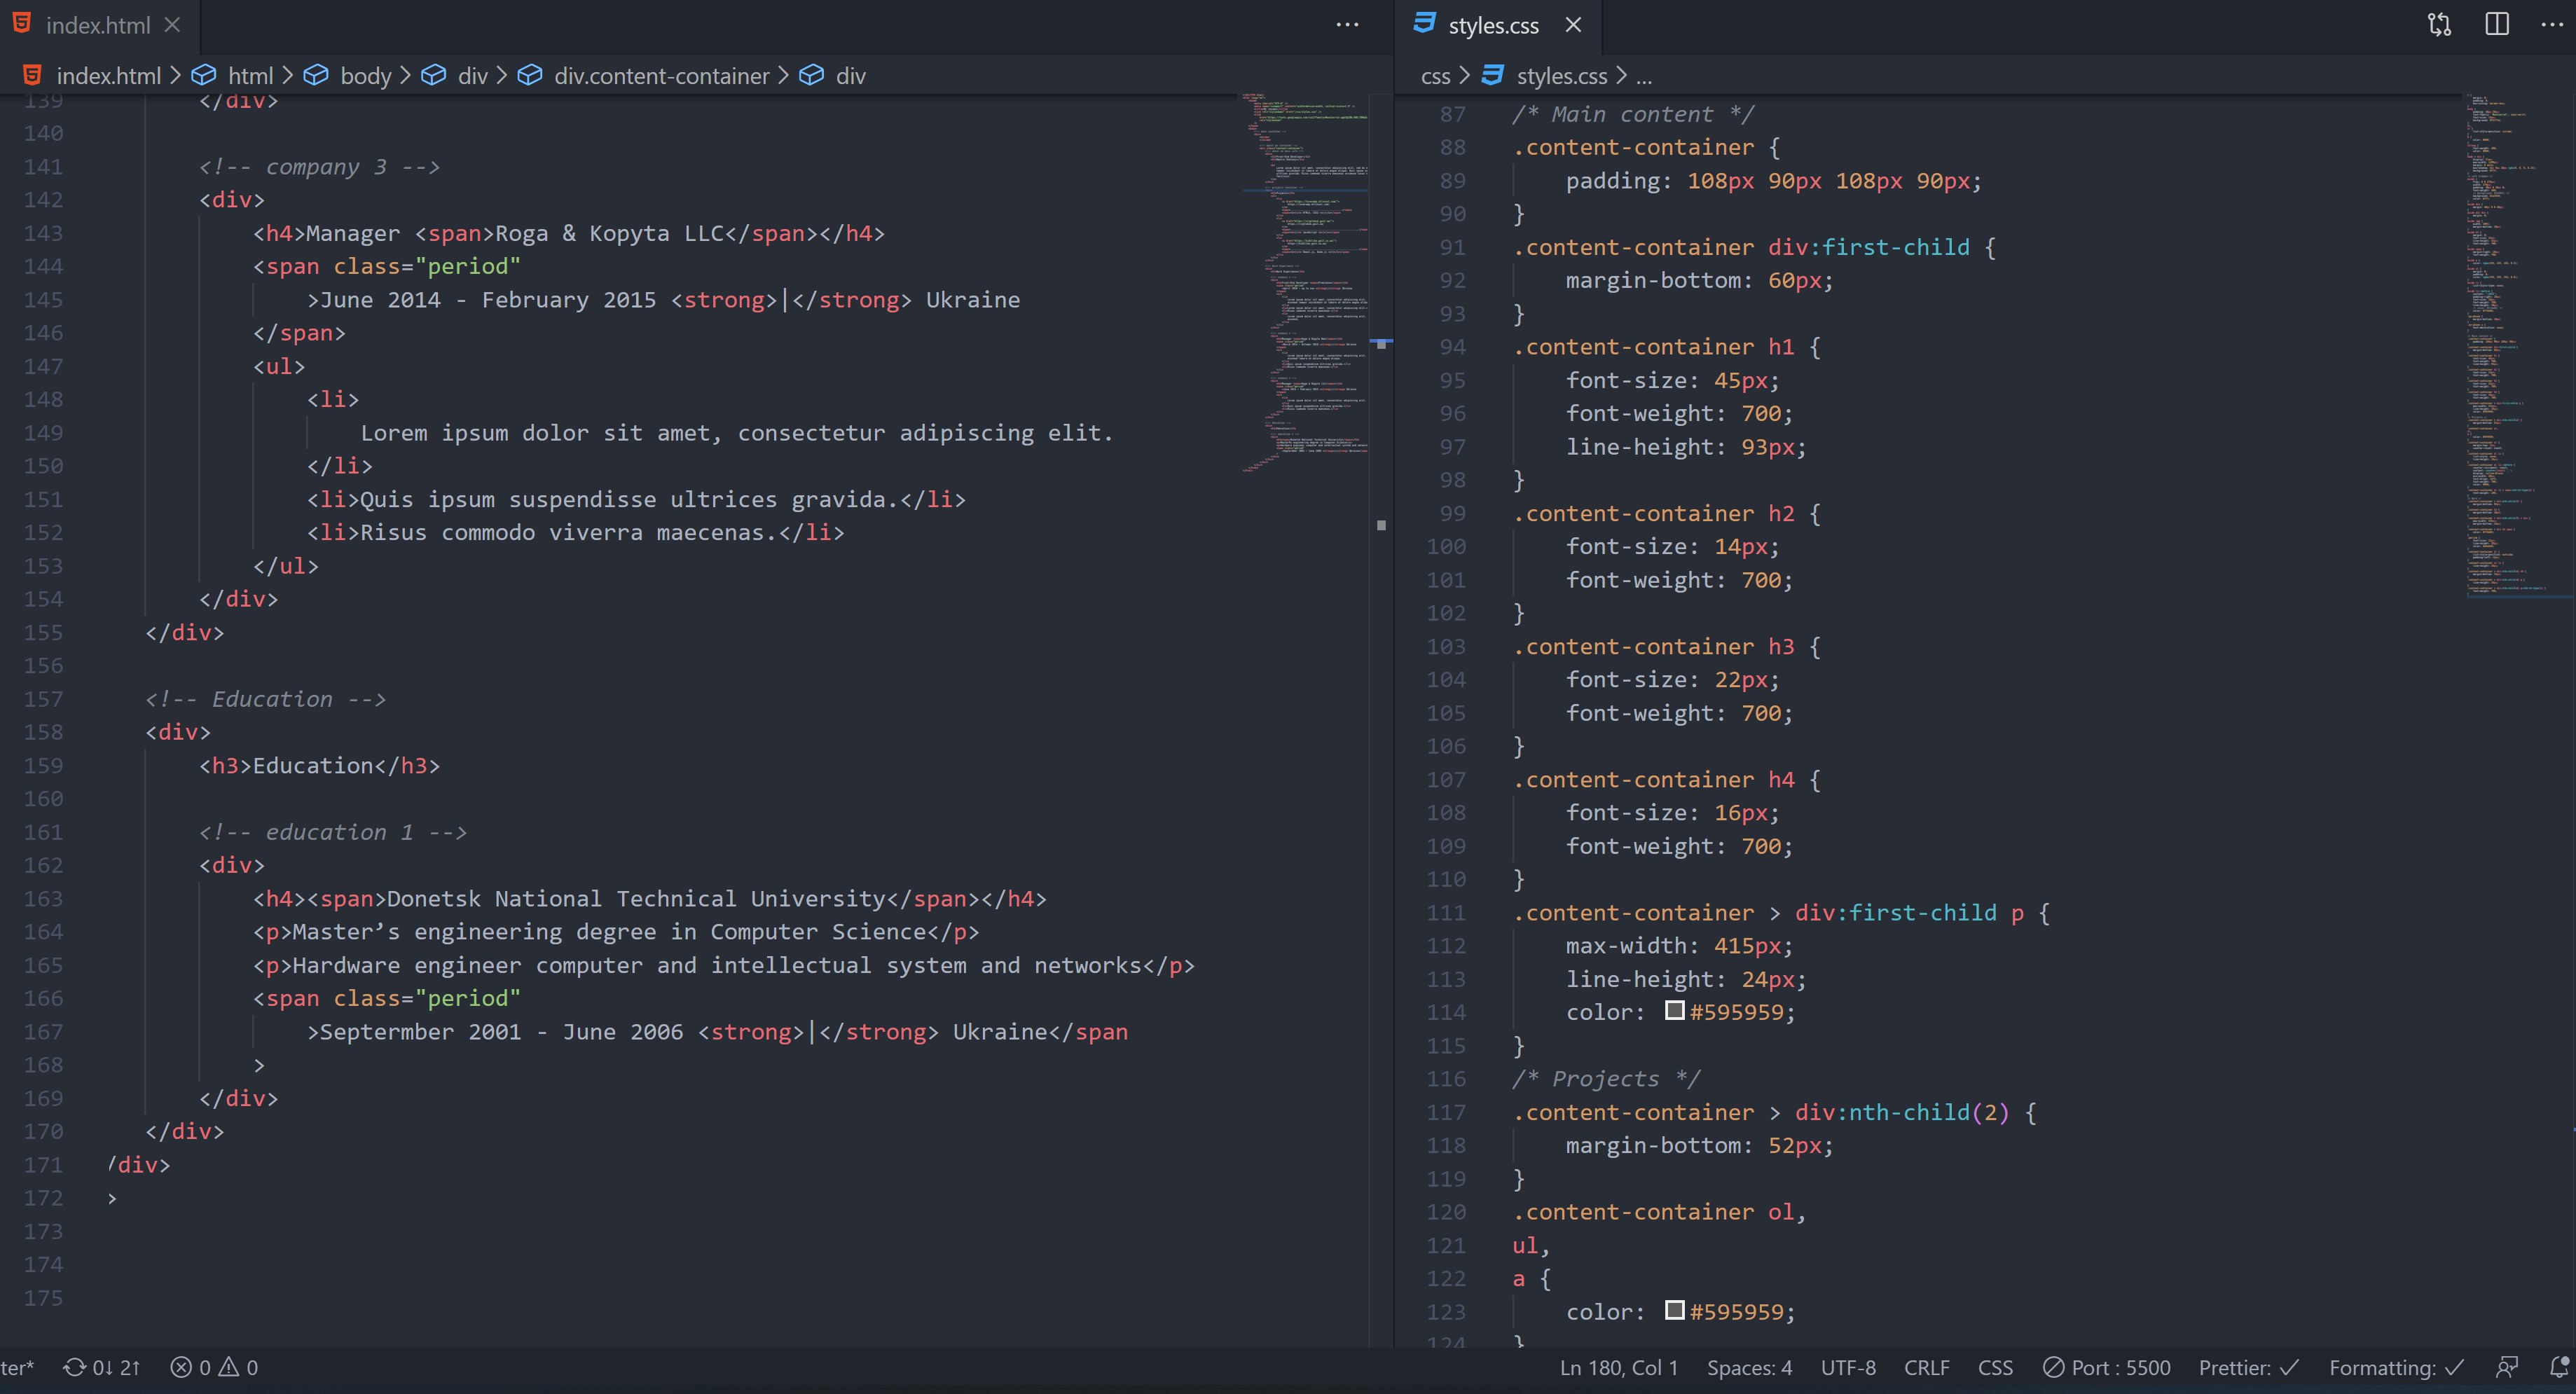 index.html
index.html > html > body > div > div.content-container > div
139 </div>
140
141 <!-- company 3 -->
142 <div>
143 <h4>Manager <span>Roga & Kopyta LLC</span></h4>
144 <span class="period"
145 >June 2014 - February 2015 <strong>|</strong> Ukraine
146 </span>
147 <ul>
148 <li>
149 Lorem ipsum dolor sit amet, consectetur adipiscing elit.
150 </li>
151 <li>Quis ipsum suspendisse ultrices gravida.</li>
152 <li>Risus commodo viverra maecenas.</li>
153 </ul>
154 </div>
155 </div>
156
157 <!-- Education -->
158 <div>
159 <h3>Education</h3>
160
161 <!-- education 1 -->
162 <div>
163 <h4><span>Donetsk National Technical University</span></h4>
164 <p>Master’s engineering degree in Computer Science</p>
165 <p>Hardware engineer computer and intellectual system and networks</p>
166 <span class="period"
167 >Septermber 2001 - June 2006 <strong>|</strong> Ukraine</span
168 >
169 </div>
170 </div>
171 /div>
172 >
173
174
175
styles.css
css > styles.css > ...
87 /* Main content */
88 .content-container {
89 padding: 108px 90px 108px 90px;
90 }
91 .content-container div:first-child {
92 margin-bottom: 60px;
93 }
94 .content-container h1 {
95 font-size: 45px;
96 font-weight: 700;
97 line-height: 93px;
98 }
99 .content-container h2 {
100 font-size: 14px;
101 font-weight: 700;
102 }
103 .content-container h3 {
104 font-size: 22px;
105 font-weight: 700;
106 }
107 .content-container h4 {
108 font-size: 16px;
109 font-weight: 700;
110 }
111 .content-container > div:first-child p {
112 max-width: 415px;
113 line-height: 24px;
114 color: #595959;
115 }
116 /* Projects */
117 .content-container > div:nth-child(2) {
118 margin-bottom: 52px;
119 }
120 .content-container ol,
121 ul,
122 a {
123 color: #595959;
124 }
ter* 0↓ 2↑ 0 0 Ln 180, Col 1 Spaces: 4 UTF-8 CRLF CSS Port : 5500 Prettier: ✓ Formatting: ✓